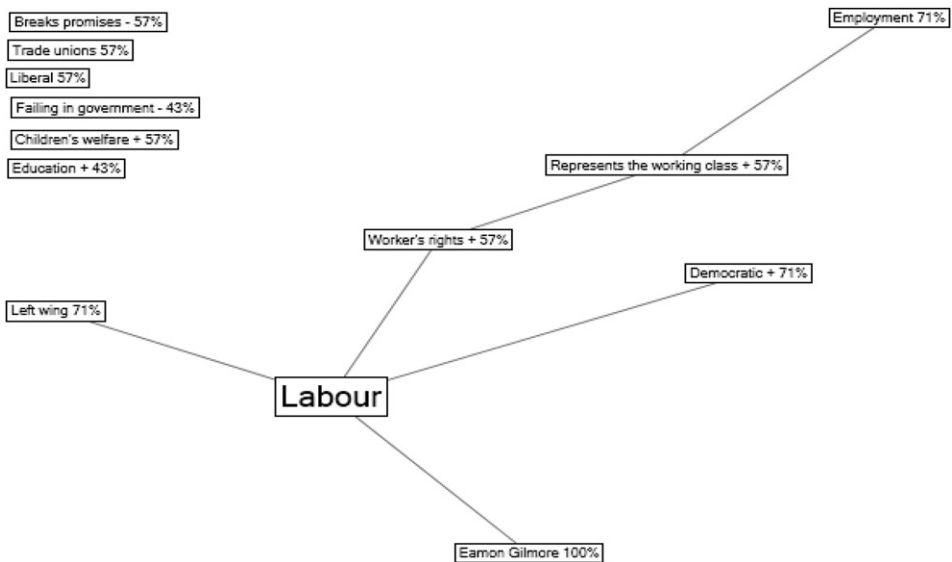 Breaks promises - 57%
Employment 71%
Trade unions 57%
Liberal 57%
Failing in government - 43%
Children's welfare + 57%
Education + 43%
Represents the working class + 57%
Worker's rights + 57%
Democratic + 71%
Left wing 71%
Labour
Eamon Gilmore 100%